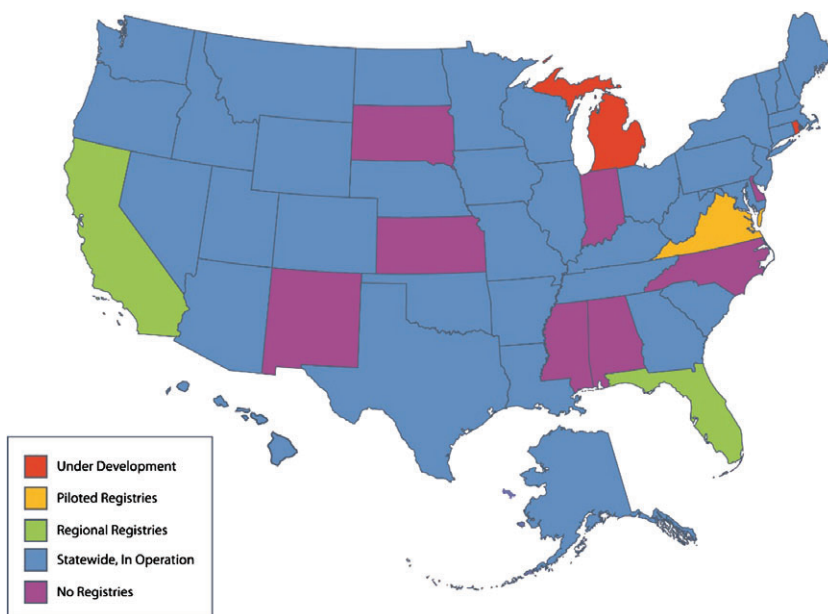 Under Development
Piloted Registries
Regional Registries
Statewide, In Operation
No Registries